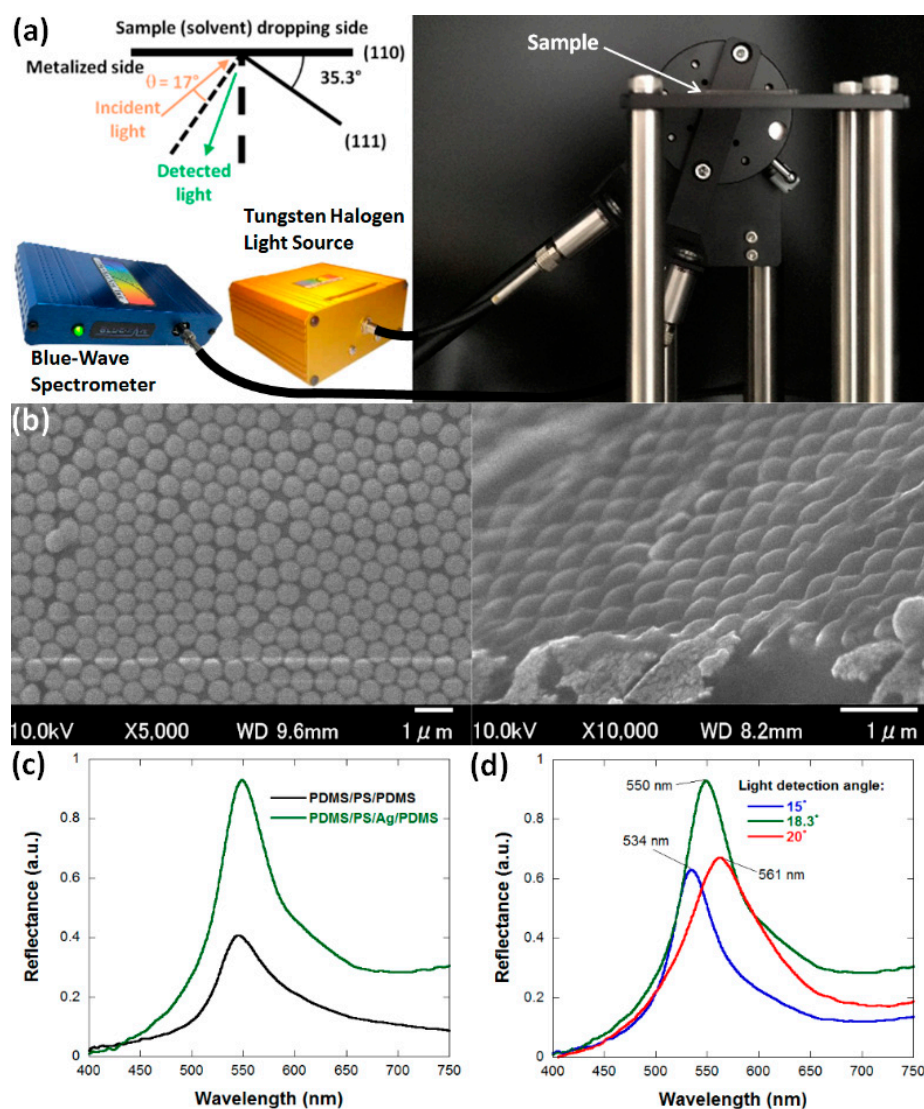 (a)
Sample (solvent) dropping side
(110)
Metalized side
θ = 17°
35.3°
Incident
light
(111)
Detected
light
Sample
Tungsten Halogen
Light Source
Blue-Wave
Spectrometer
(b)
10.0kV X5,000 WD 9.6mm 1 μm
10.0kV X10,000 WD 8.2mm 1 μm
(c)
1
0.8
0.6
0.4
0.2
0
Reflectance (a.u.)
PDMS/PS/PDMS
PDMS/PS/Ag/PDMS
400 450 500 550 600 650 700 750
Wavelength (nm)
(d)
1
0.8
0.6
0.4
0.2
0
Reflectance (a.u.)
550 nm
534 nm
561 nm
Light detection angle:
15°
18.3°
20°
400 450 500 550 600 650 700 750
Wavelength (nm)